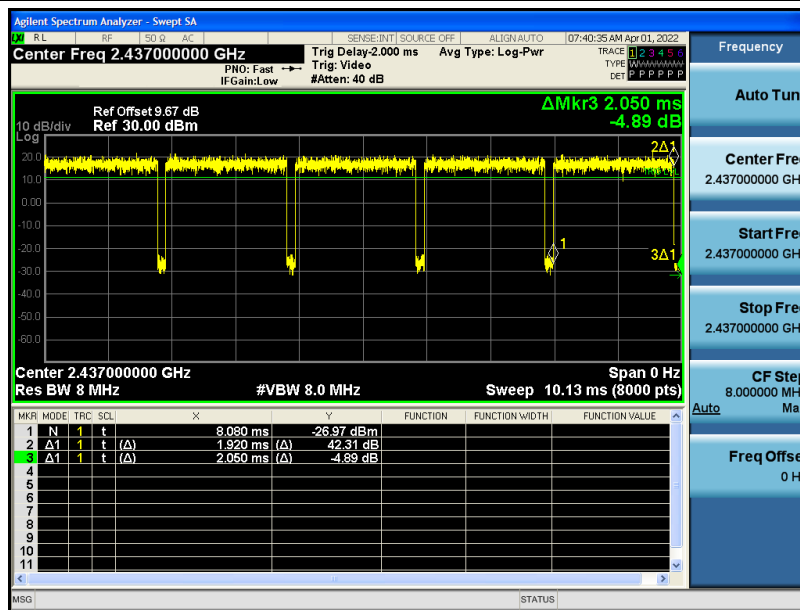 Agilent Spectrum Analyzer - Swept SA
LXI RL RF 50 Ω AC SENSE:INT SOURCE OFF ALIGN AUTO 07:40:35 AM Apr 01, 2022
Center Freq 2.437000000 GHz
Trig Delay-2.000 ms Avg Type: Log-Pwr TRACE 1 2 3 4 5 6
PNO: Fast Trig: Video TYPE WWWWWW
IFGain:Low #Atten: 40 dB DET P P P P P P
Frequency
Auto Tun
Center Fre
2.437000000 GH
Start Fre
2.437000000 GH
Stop Fre
2.437000000 GH
CF Step
8.000000 MH
Auto Ma
Freq Offse
0 H
ΔMkr3 2.050 ms
-4.89 dB
Ref Offset 9.67 dB
10 dB/div Ref 30.00 dBm
Log
20.0
10.0
0.00
-10.0
-20.0
-30.0
-40.0
-50.0
-60.0
2Δ1
1
3Δ1
Center 2.437000000 GHz Span 0 Hz
Res BW 8 MHz #VBW 8.0 MHz Sweep 10.13 ms (8000 pts)
MKR MODE TRC SCL X Y FUNCTION FUNCTION WIDTH FUNCTION VALUE
1 N 1 t 8.080 ms -26.97 dBm
2 Δ1 1 t (Δ) 1.920 ms (Δ) 42.31 dB
3 Δ1 1 t (Δ) 2.050 ms (Δ) -4.89 dB
4
5
6
7
8
9
10
11
MSG STATUS